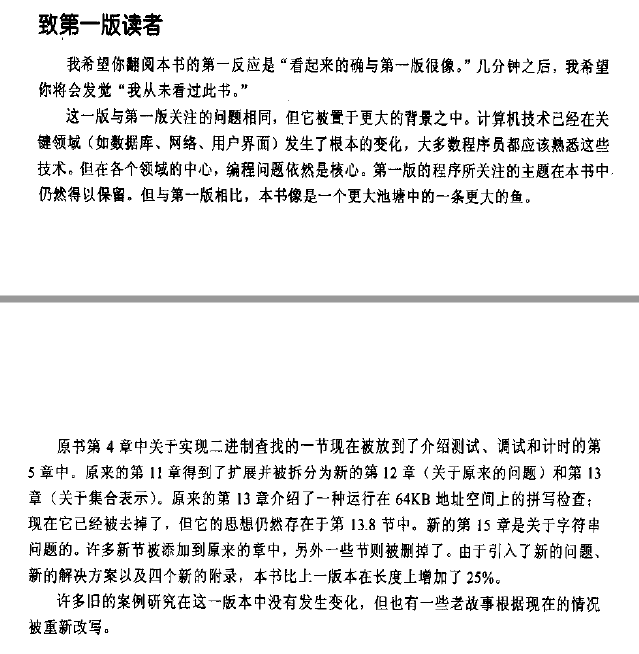 致第一版读者
我希望你翻阅本书的第一反应是“看起来的确与第一版很像。”几分钟之后，我希望
你将会发觉“我从未看过此书。”
这一版与第一版关注的问题相同，但它被置于更大的背景之中。计算机技术已经在关
键领域（如数据库、网络、用户界面）发生了根本的变化，大多数程序员都应该熟悉这些
技术。但在各个领域的中心，编程问题依然是核心。第一版的程序所关注的主题在本书中
仍然得以保留。但与第一版相比，本书像是一个更大池塘中的一条更大的鱼。
原书第 4 章中关于实现二进制查找的一节现在被放到了介绍测试、调试和计时的第
5 章中。原来的第 11 章得到了扩展并被拆分为新的第 12 章（关于原来的问题）和第 13
章（关于集合表示）。原来的第 13 章介绍了一种运行在 64KB 地址空间上的拼写检查；
现在它已经被去掉了，但它的思想仍然存在于第 13.8 节中。新的第 15 章是关于字符串
问题的。许多新节被添加到原来的章中，另外一些节则被删掉了。由于引入了新的问题、
新的解决方案以及四个新的附录，本书比上一版本在长度上增加了 25%。
许多旧的案例研究在这一版本中没有发生变化，但也有一些老故事根据现在的情况
被重新改写。